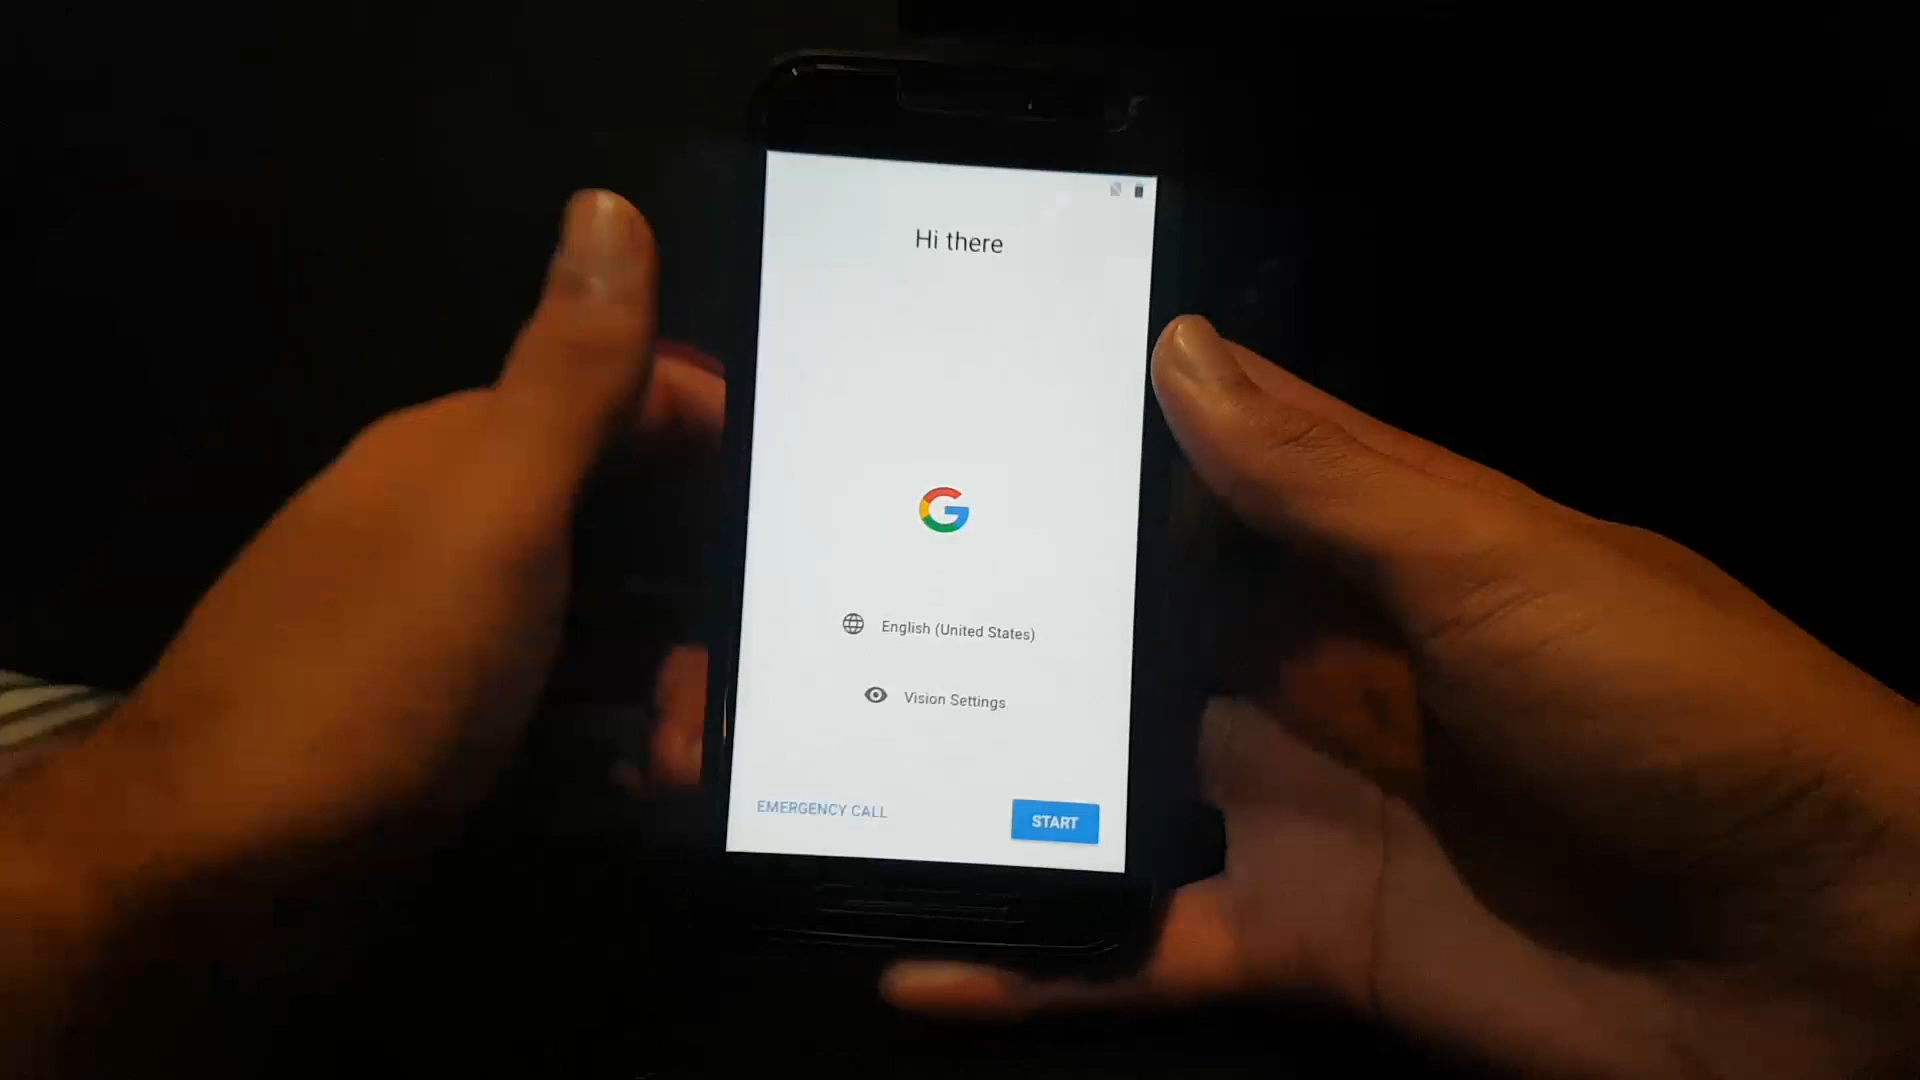 Hi there
English (United States)
Vision Settings
EMERGENCY CALL
START